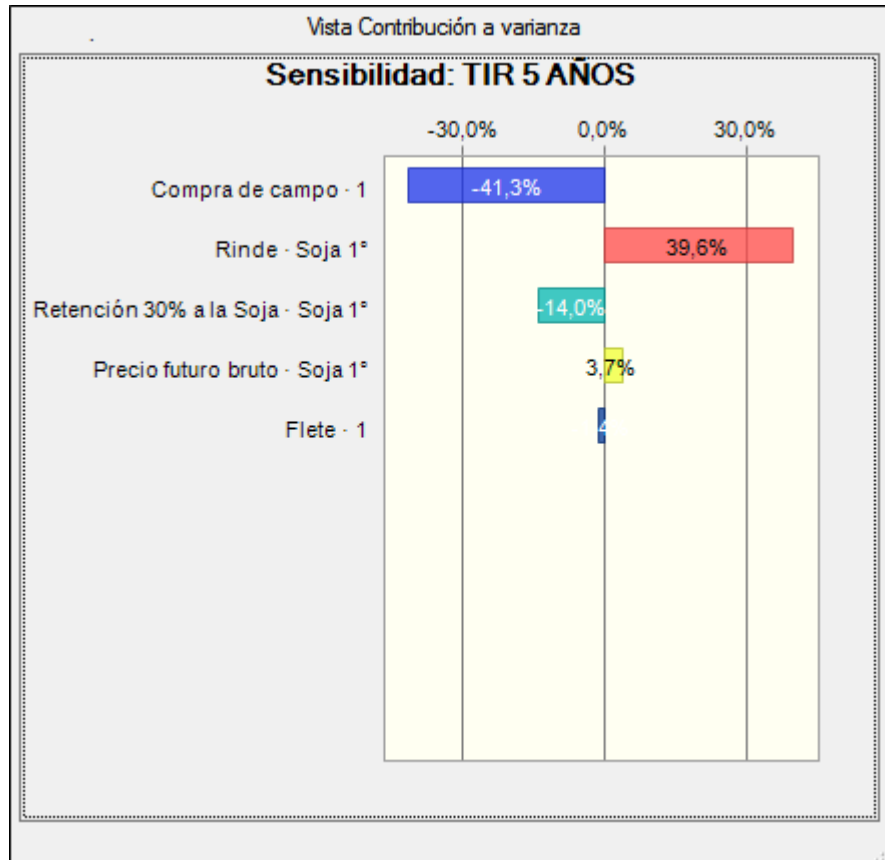 Vista Contribución a varianza
Sensibilidad: TIR 5 AÑOS
-30,0% 0,0% 30,0%
Compra de campo - 1 -41,3%
Rinde - Soja 1° 39,6%
Retención 30% a la Soja - Soja 1° -14,0%
Precio futuro bruto - Soja 1° 3,7%
Flete - 1